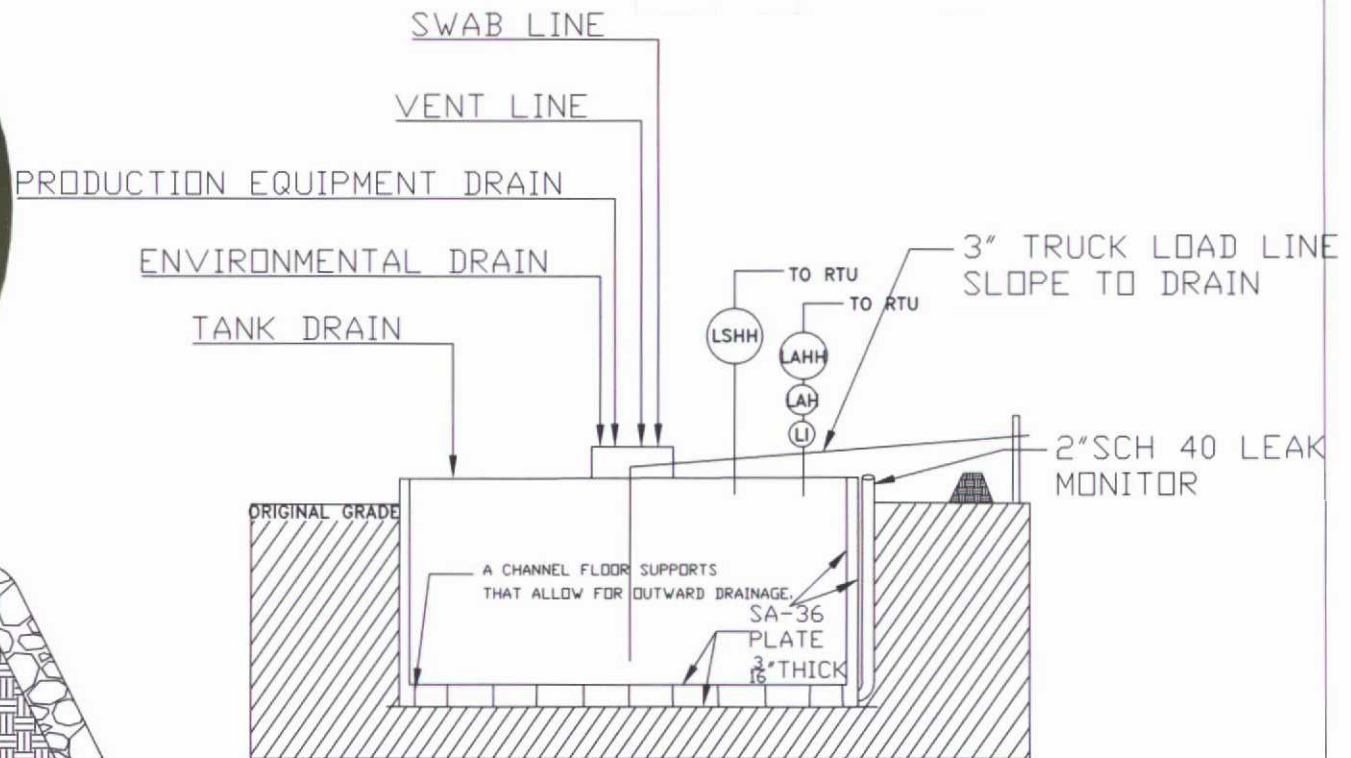 SWAB LINE
VENT LINE
PRODUCTION EQUIPMENT DRAIN
ENVIRONMENTAL DRAIN
TANK DRAIN
TO RTU
TO RTU
3" TRUCK LOAD LINE
SLOPE TO DRAIN
LSHH
LAHH
LAH
LI
2"SCH 40 LEAK
MONITOR
ORIGINAL GRADE
A CHANNEL FLOOR SUPPORTS
THAT ALLOW FOR OUTWARD DRAINAGE.
SA-36
PLATE
3/16" THICK